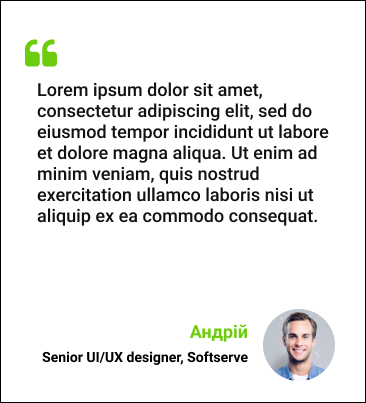 Lorem ipsum dolor sit amet,
consectetur adipiscing elit, sed do
eiusmod tempor incididunt ut labore
et dolore magna aliqua. Ut enim ad
minim veniam, quis nostrud
exercitation ullamco laboris nisi ut
aliquip ex ea commodo consequat.
Андрій
Senior UI/UX designer, Softserve